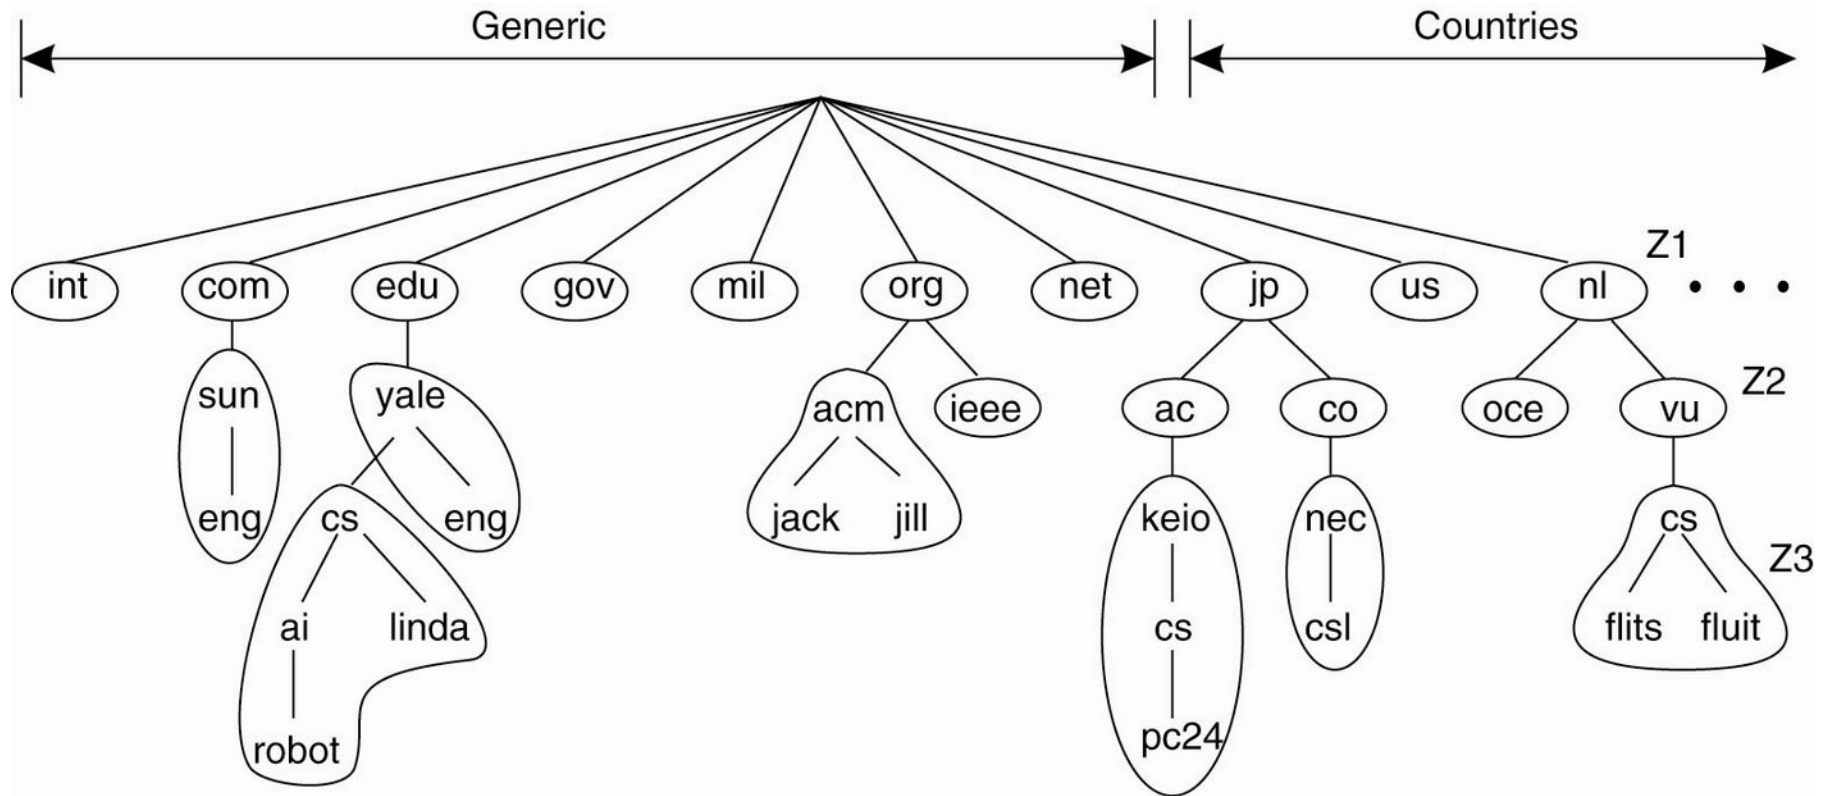 Generic Countries
Z1
int com edu gov mil org net jp us nl • • •
Z2
sun yale acm ieee ac co oce vu
eng cs eng jack jill keio nec cs
Z3
ai linda cs csl flits fluit
robot pc24